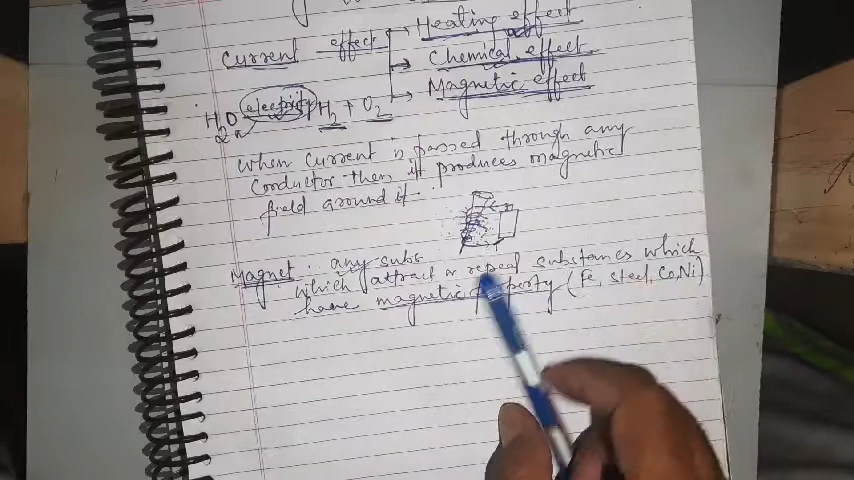 Heating effect
Current effect Chemical effect
Magnetic effect
H2O electricity H2 + O2
When Current is passed through any
Conductor then it produces magnetic
field around it
Magnet : any subs
which attract or repeal substances which
have magnetic property (Fe, steel, Co, Ni)